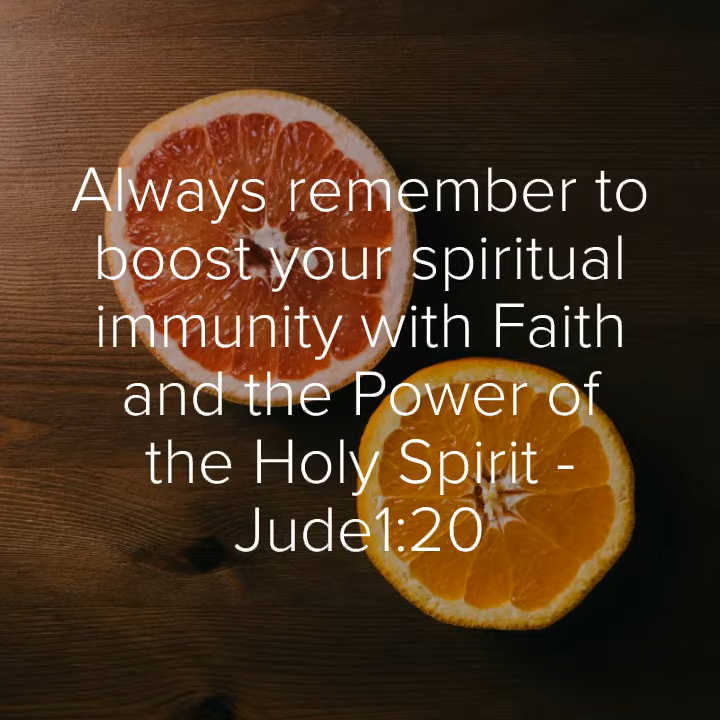 Always remember to
boost your spiritual
immunity with Faith
and the Power of
the Holy Spirit -
Jude1:20